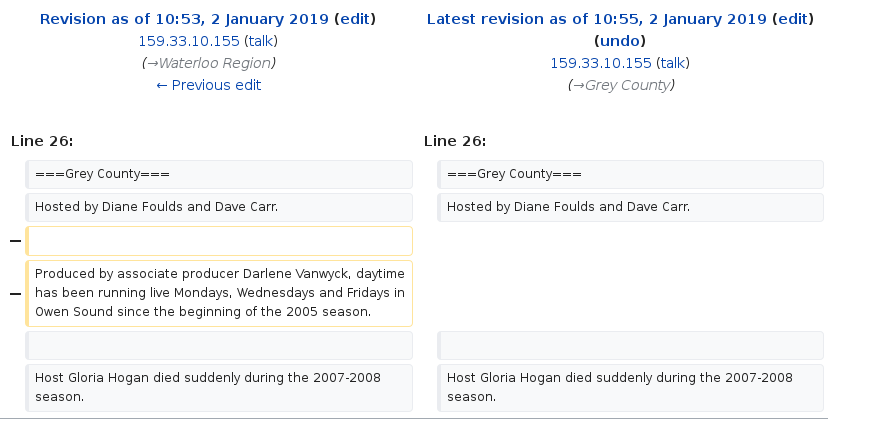 Revision as of 10:53, 2 January 2019 (edit)
159.33.10.155 (talk)
(→Waterloo Region)
← Previous edit
Latest revision as of 10:55, 2 January 2019 (edit)
(undo)
159.33.10.155 (talk)
(→Grey County)
Line 26:
Line 26:
===Grey County===
===Grey County===
Hosted by Diane Foulds and Dave Carr.
Hosted by Diane Foulds and Dave Carr.
−
−
Produced by associate producer Darlene Vanwyck, daytime
has been running live Mondays, Wednesdays and Fridays in
Owen Sound since the beginning of the 2005 season.
Host Gloria Hogan died suddenly during the 2007-2008
season.
Host Gloria Hogan died suddenly during the 2007-2008
season.